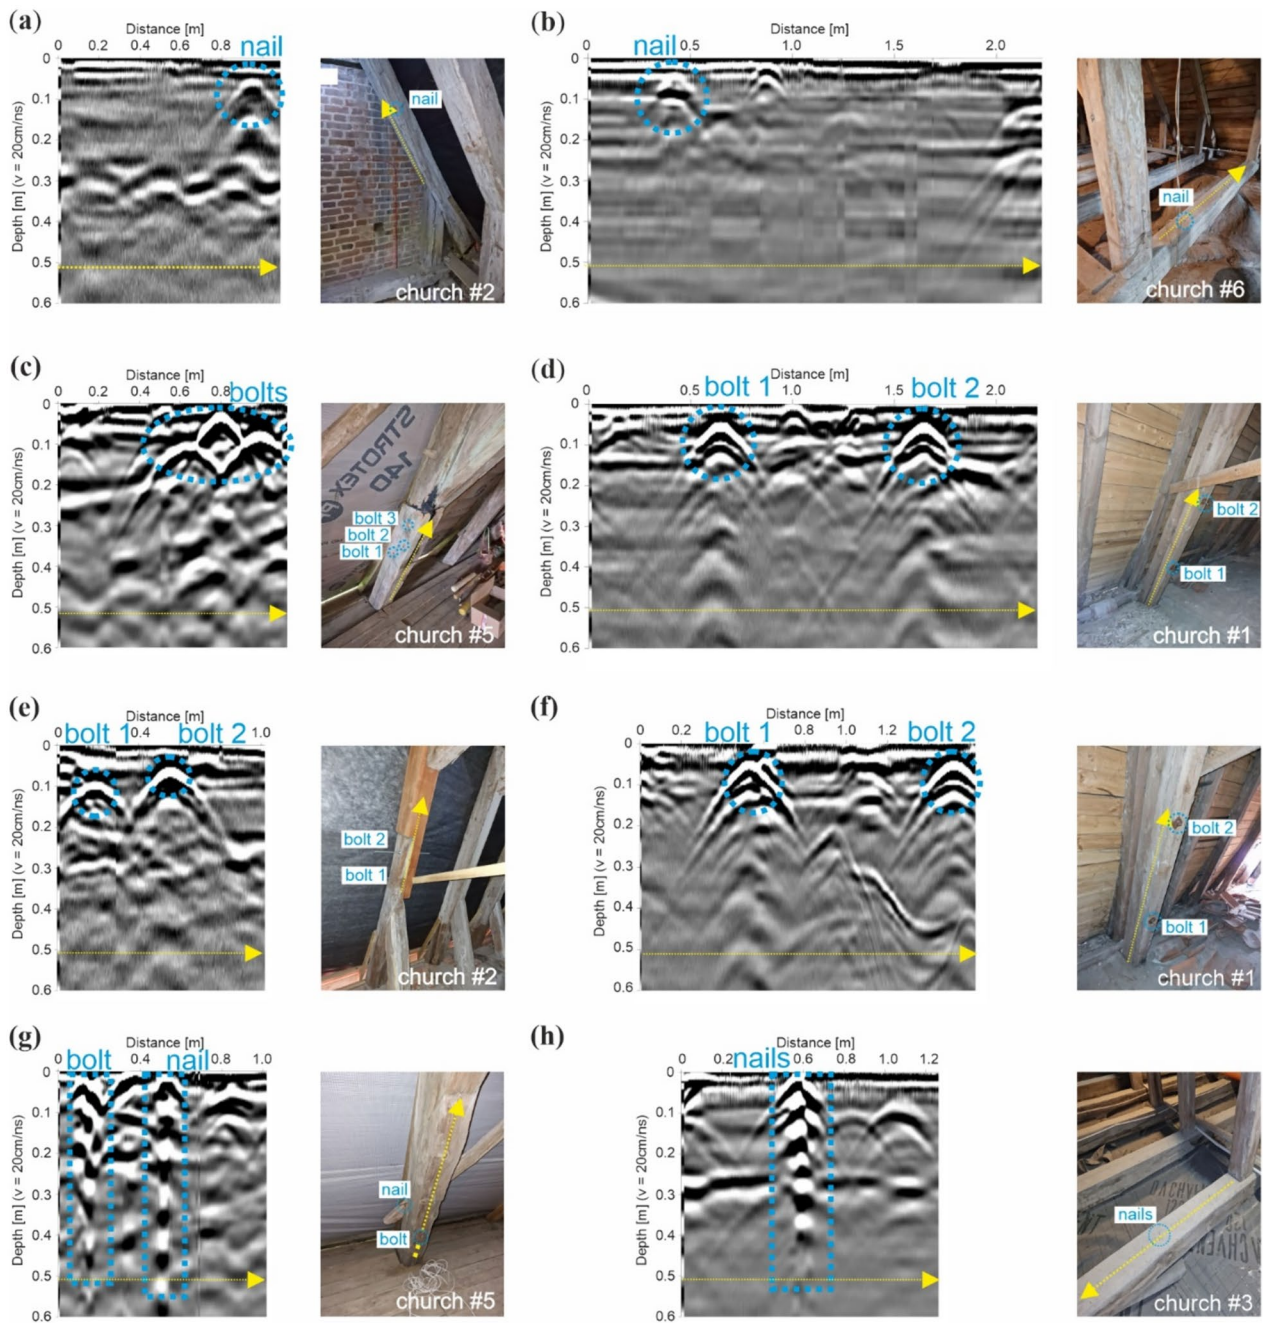 (a)
Distance [m]
0 0.2 0.4 0.6 0.8
nail
0
0.1
0.2
0.3
0.4
0.5
0.6
Depth [m] (v = 20cm/ns)
nail
church #2
(b)
Distance [m]
0 0.5 1.0 1.5 2.0
nail
0
0.1
0.2
0.3
0.4
0.5
0.6
Depth [m] (v = 20cm/ns)
nail
church #6
(c)
Distance [m]
0 0.2 0.4 0.6 0.8
bolts
0
0.1
0.2
0.3
0.4
0.5
0.6
Depth [m] (v = 20cm/ns)
STROTEX
140
bolt 3
bolt 2
bolt 1
church #5
(d)
Distance [m]
0 0.5 1.0 1.5 2.0
bolt 1 bolt 2
0
0.1
0.2
0.3
0.4
0.5
0.6
Depth [m] (v = 20cm/ns)
bolt 2
bolt 1
church #1
(e)
Distance [m]
0 0.4 1.0
bolt 1 bolt 2
0
0.1
0.2
0.3
0.4
0.5
0.6
Depth [m] (v = 20cm/ns)
bolt 2
bolt 1
church #2
(f)
Distance [m]
0 0.2 0.8 1.0 1.2
bolt 1 bolt 2
0
0.1
0.2
0.3
0.4
0.5
0.6
Depth [m] (v = 20cm/ns)
bolt 2
bolt 1
church #1
(g)
Distance [m]
0 0.4 0.8 1.0
bolt nail
0
0.1
0.2
0.3
0.4
0.5
0.6
Depth [m] (v = 20cm/ns)
nail
bolt
church #5
(h)
Distance [m]
0 0.2 0.6 0.8 1.0 1.2
nails
0
0.1
0.2
0.3
0.4
0.5
0.6
Depth [m] (v = 20cm/ns)
nails
church #3